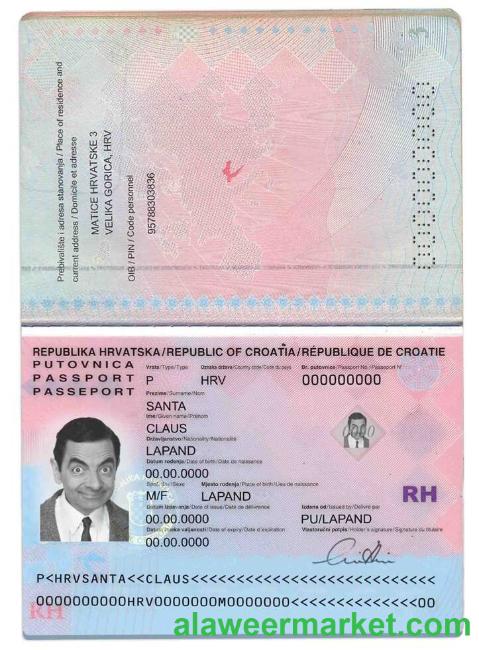 Prebivalište i adresa stanovanja / Place of residence and
current address / Domicile et adresse
MATICE HRVATSKE 3
VELIKA GORICA, HRV
OIB / PIN / Code personnel
95788303836
000000000
REPUBLIKA HRVATSKA/REPUBLIC OF CROATIA/RÉPUBLIQUE DE CROATIE
PUTOVNICA
PASSPORT
PASSEPORT
Vrsta/Type/Type Oznaka države/Country code/Code du pays Br. putovnice/Passport No./Passeport N°
P HRV 000000000
Prezime/Surname/Nom
SANTA
Ime/Given name/Prénom
CLAUS
Državljanstvo/Nationality/Nationalité
LAPAND
Datum rođenja/Date of birth/Date de naissance
00.00.0000
Spol /Sex/Sexe Mjesto rođenja/Place of birth/Lieu de naissance
M/F LAPAND
RH
Datum izdavanja/Date of issue/Date de délivrance Izdana od/Issued by/Délivré par
00.00.0000 PU/LAPAND
Datum isteka valjanosti/Date of expiry/Date d'expiration Vlastoručni potpis/Holder's signature/Signature du titulaire
00.00.0000
P<HRVSANTA<<CLAUS<<<<<<<<<<<<<<<<<<<<<<<<<<<
0000000000HRV0000000M0000000<<<<<<<<<<<<<<00
RH
alaweermarket.com